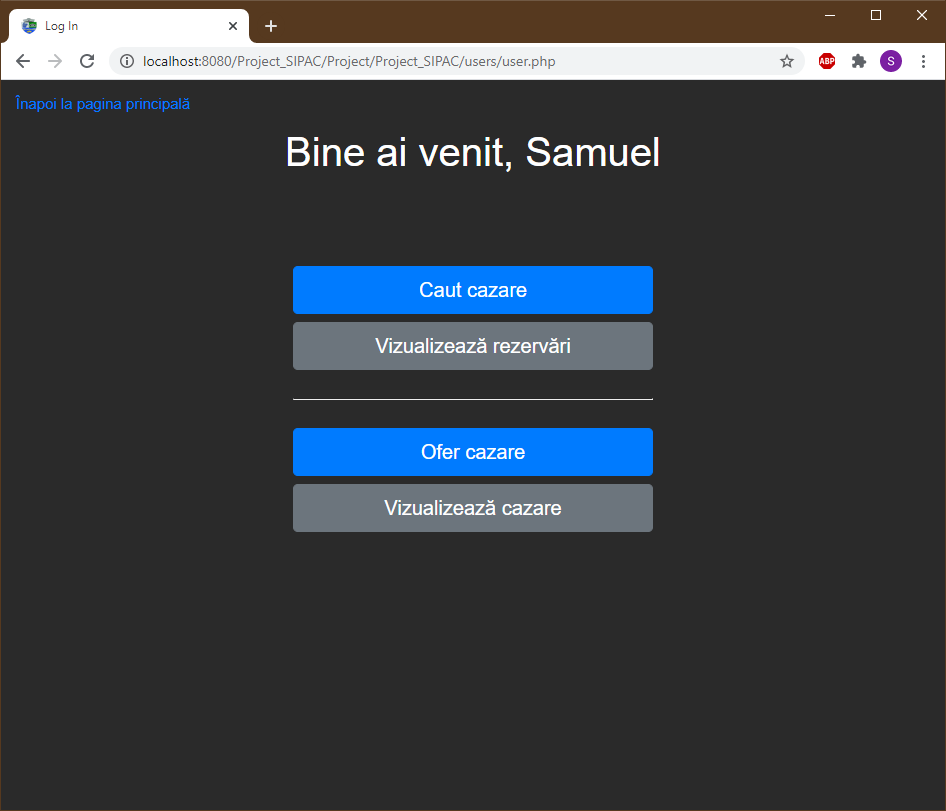 Log In
localhost:8080/Project_SIPAC/Project/Project_SIPAC/users/user.php
ABP
S
Înapoi la pagina principală
Bine ai venit, Samuel
Caut cazare
Vizualizează rezervări
Ofer cazare
Vizualizează cazare